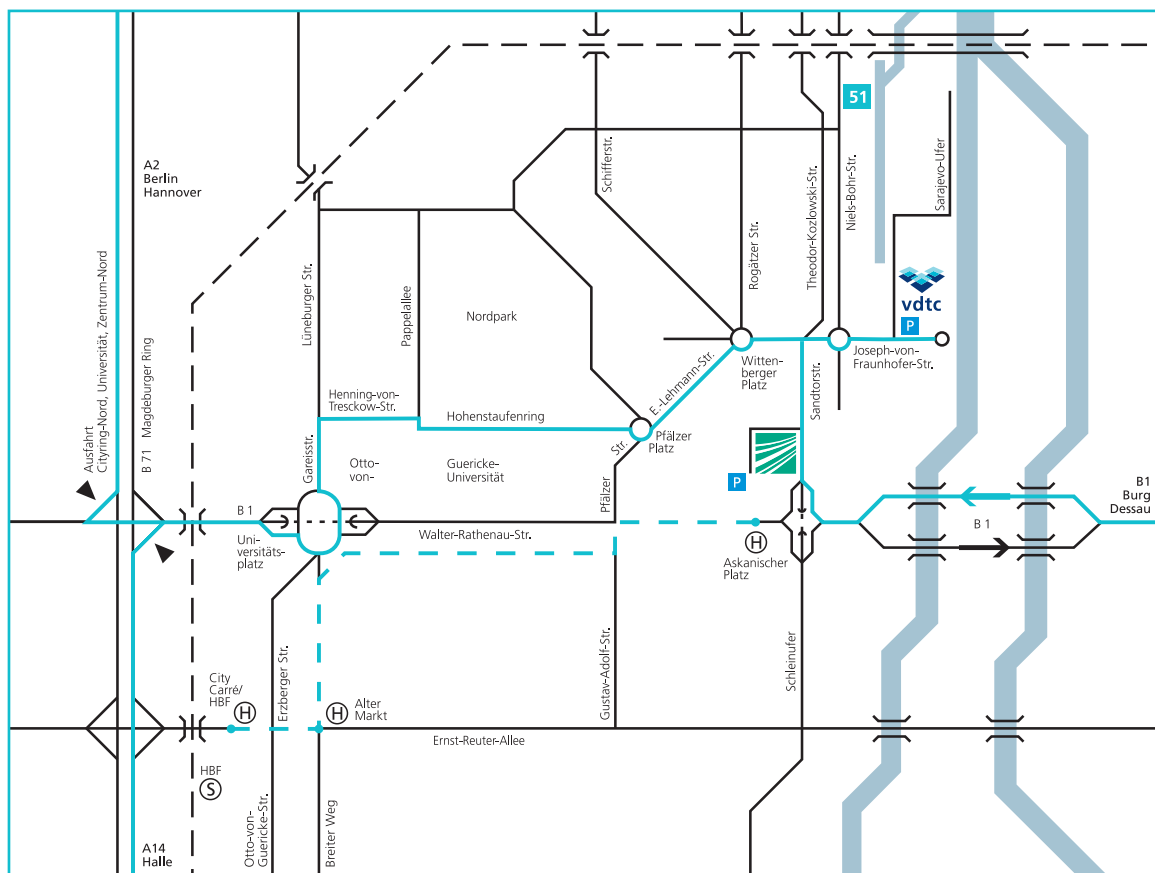 51
A2
Berlin
Hannover
Ausfahrt
Cityring-Nord, Universität, Zentrum-Nord
B 71 Magdeburger Ring
Lüneburger Str.
Pappelallee
Nordpark
Schifferstr.
Rogätzer Str.
Theodor-Kozlowski-Str.
Niels-Bohr-Str.
Sarajevo-Ufer
vdtc
P
Joseph-von-
Fraunhofer-Str.
Witten-
berger
Platz
E.-Lehmann-Str.
Sandtorstr.
Henning-von-
Tresckow-Str.
Hohenstaufenring
Pfälzer
Platz
Gareisstr.
Otto-
von-
Guericke-
Universität
Pfälzer Str.
P
B 1
Uni-
versitäts-
platz
Walter-Rathenau-Str.
H
Askanischer
Platz
B 1
B1
Burg
Dessau
Erzberger Str.
Gustav-Adolf-Str.
Schleinufer
City
Carré/
HBF
H
H
Alter
Markt
Ernst-Reuter-Allee
HBF
S
Otto-von-
Guericke-Str.
Breiter Weg
A14
Halle